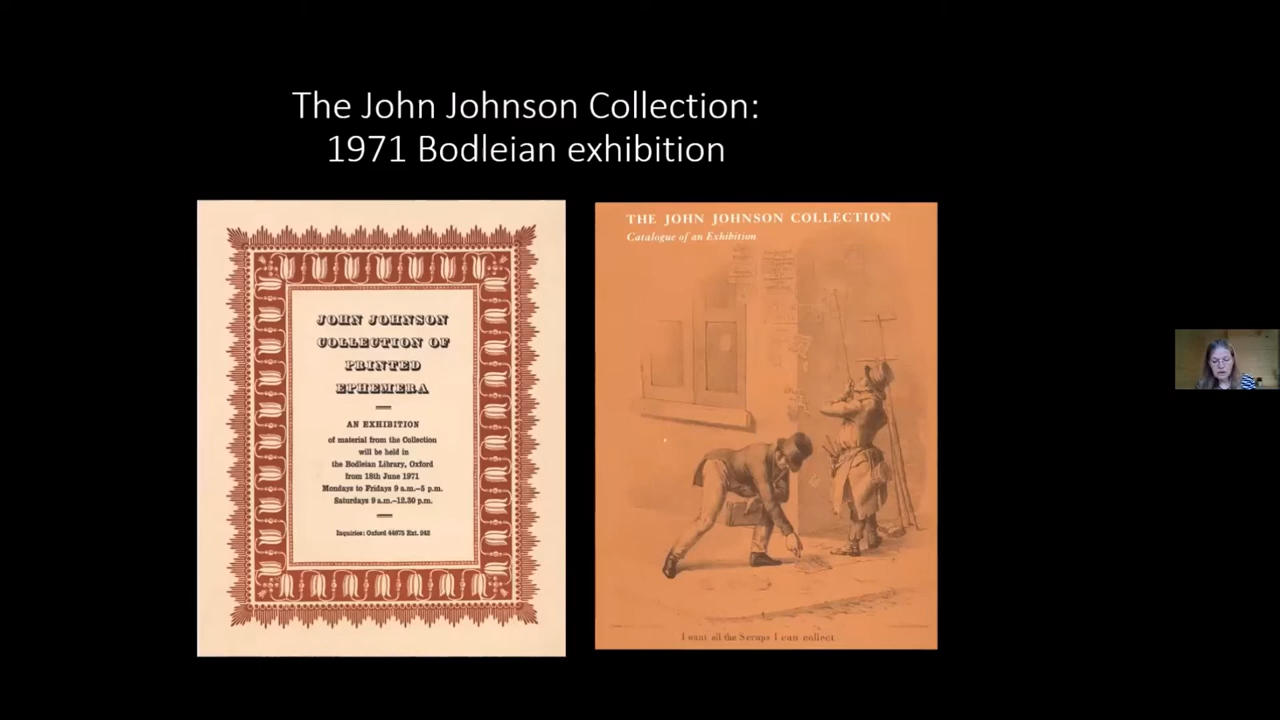 The John Johnson Collection:
1971 Bodleian exhibition
JOHN JOHNSON
COLLECTION OF
PRINTED
EPHEMERA
AN EXHIBITION
of material from the Collection
will be held in
the Bodleian Library, Oxford
from 18th June 1971
Mondays to Fridays 9 a.m.–5 p.m.
Saturdays 9 a.m.–12.30 p.m.
Inquiries: Oxford 44675 Ext. 242
THE JOHN JOHNSON COLLECTION
Catalogue of an Exhibition
I want all the Scraps I can collect